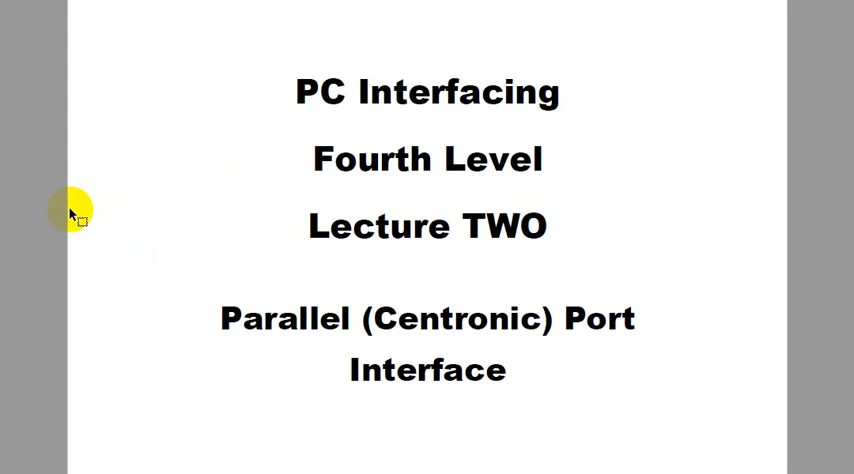 PC Interfacing
Fourth Level
Lecture TWO
Parallel (Centronic) Port
Interface